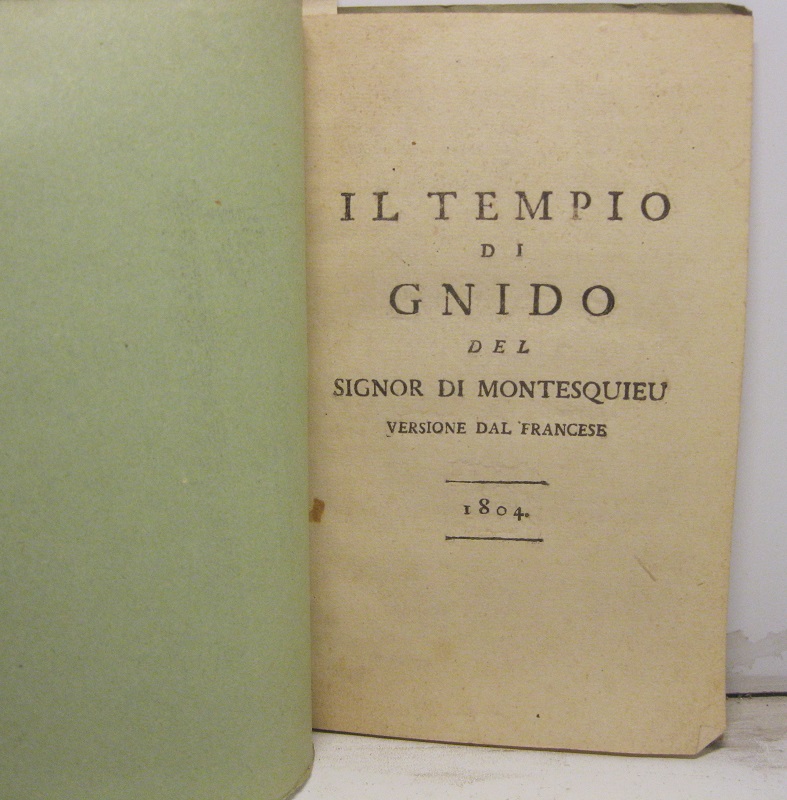 IL TEMPIO
DI
GNIDO
DEL
SIGNOR DI MONTESQUIEU
VERSIONE DAL FRANCESE
1804.